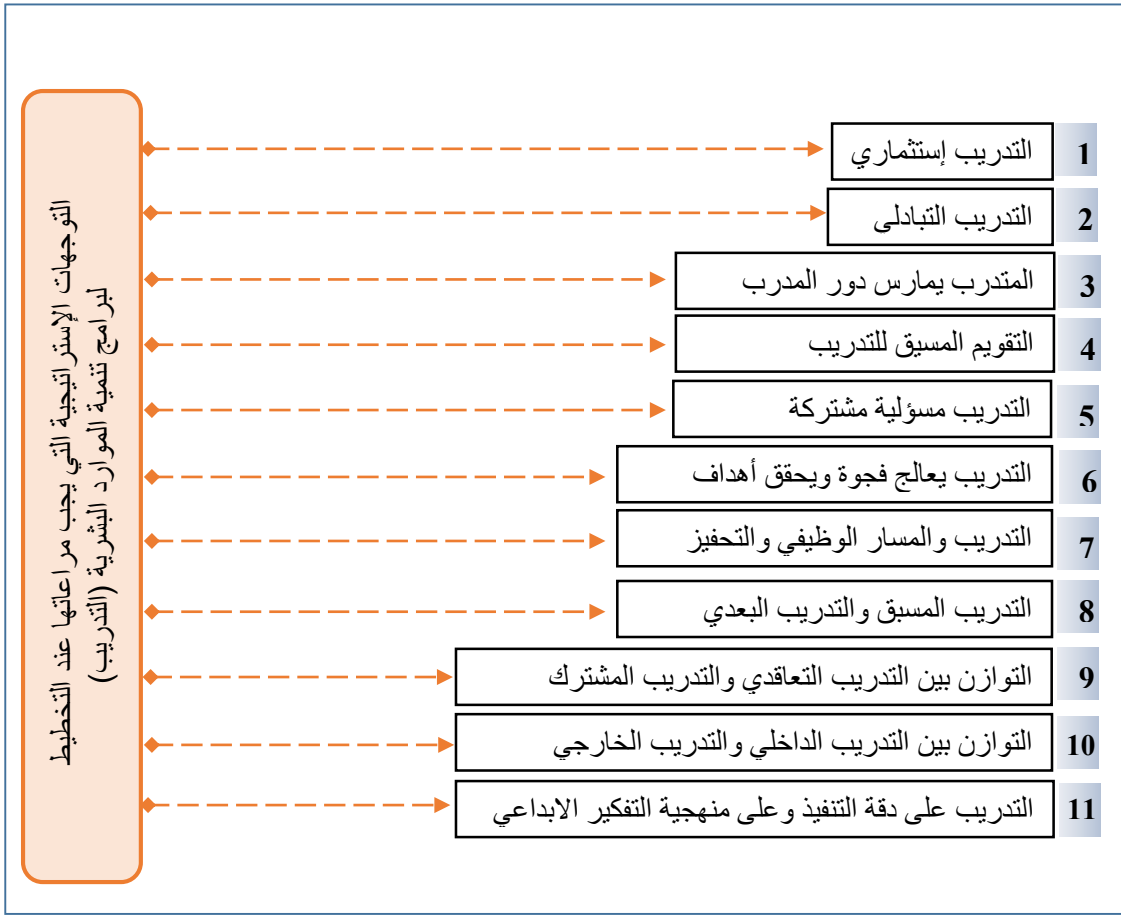 التوجهات الإستراتيجية التي يجب مراعاتها عند التخطيط
لبرامج تنمية الموارد البشرية (التدريب)
1 التدريب إستثماري
2 التدريب التبادلى
3 المتدرب يمارس دور المدرب
4 التقويم المسيق للتدريب
5 التدريب مسؤلية مشتركة
6 التدريب يعالج فجوة ويحقق أهداف
7 التدريب والمسار الوظيفي والتحفيز
8 التدريب المسبق والتدريب البعدي
9 التوازن بين التدريب التعاقدي والتدريب المشترك
10 التوازن بين التدريب الداخلي والتدريب الخارجي
11 التدريب على دقة التنفيذ وعلى منهجية التفكير الابداعي